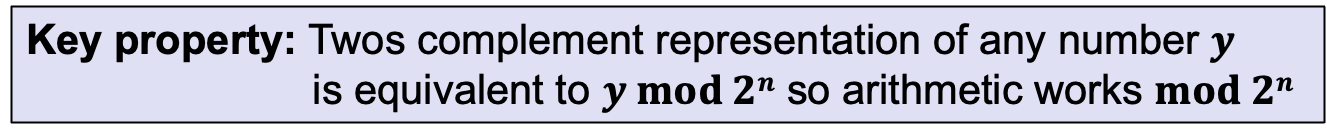 Key property: Twos complement representation of any number y
is equivalent to y mod 2ⁿ so arithmetic works mod 2ⁿ